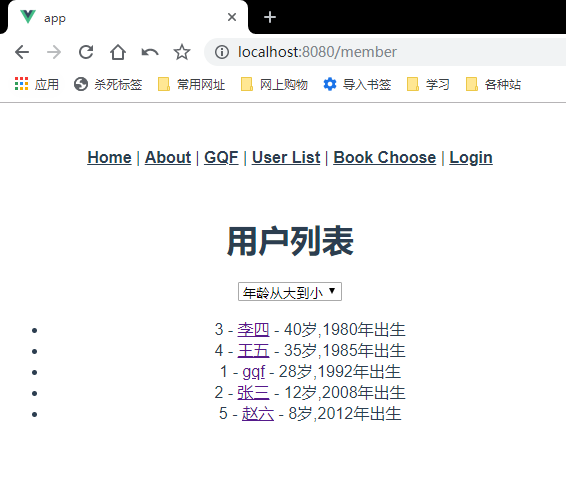 app
localhost:8080/member
应用 杀死标签 常用网址 网上购物 导入书签 学习 各种站
Home | About | GQF | User List | Book Choose | Login
用户列表
年龄从大到小
3 - 李四 - 40岁,1980年出生
4 - 王五 - 35岁,1985年出生
1 - gqf - 28岁,1992年出生
2 - 张三 - 12岁,2008年出生
5 - 赵六 - 8岁,2012年出生